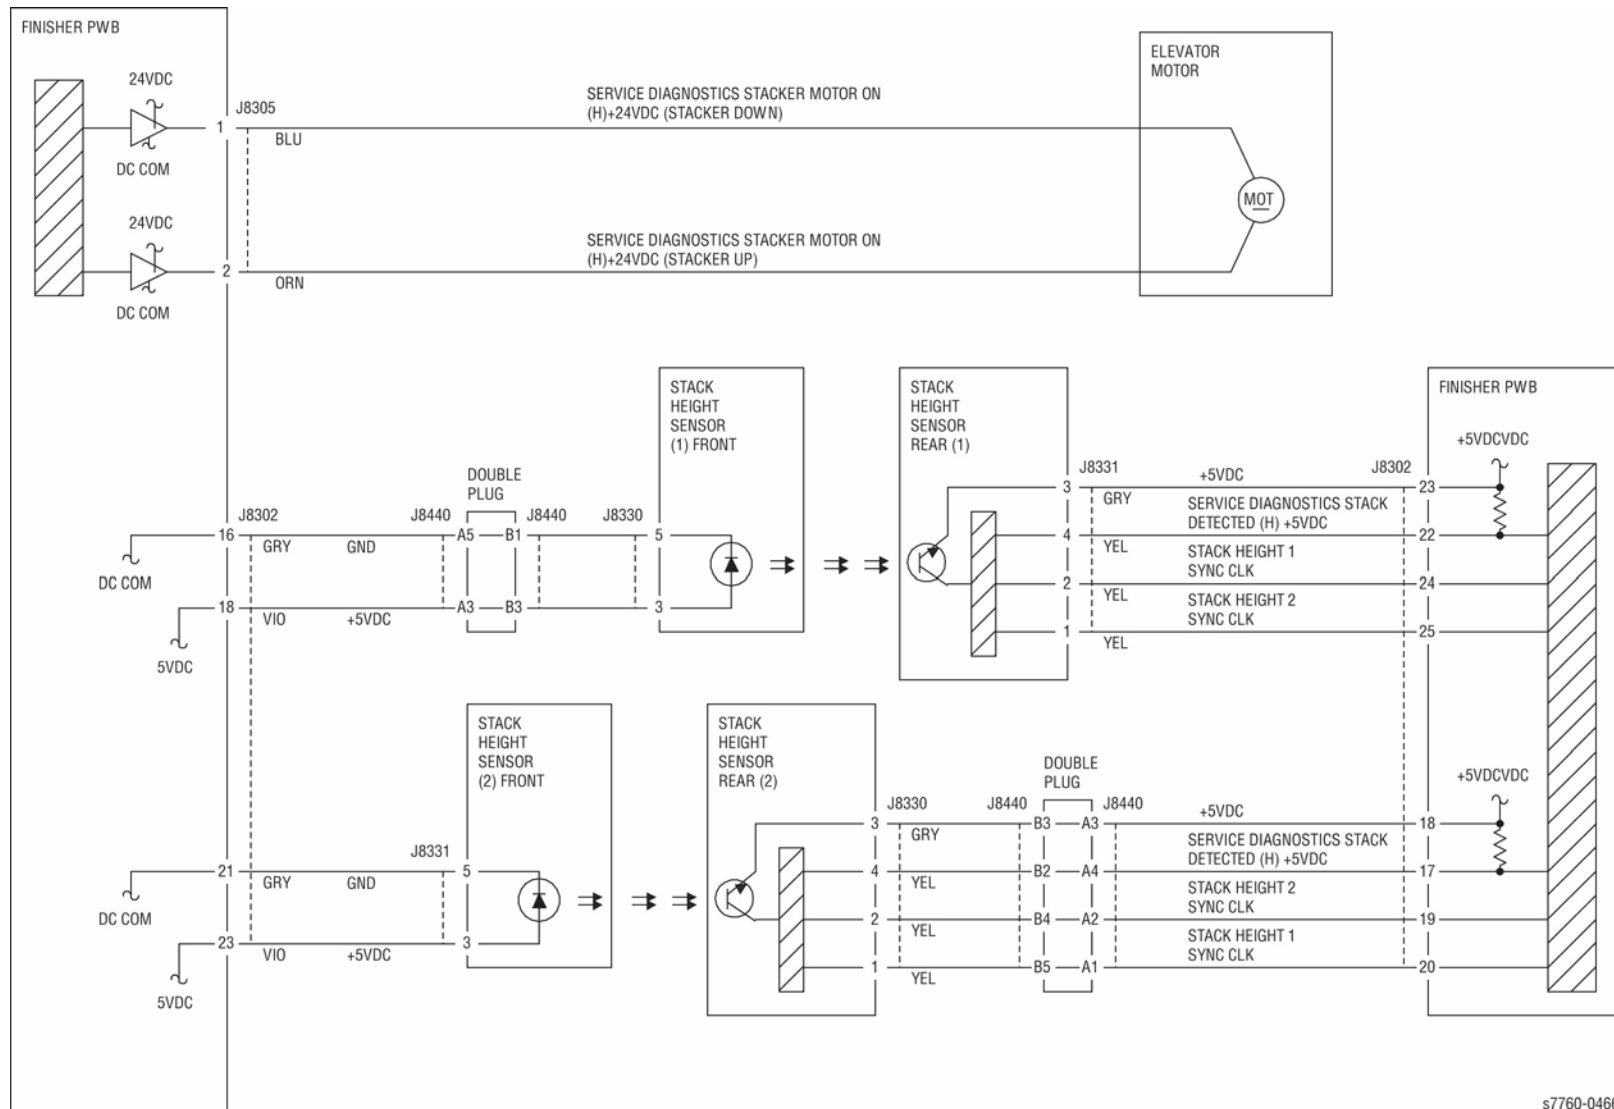 FINISHER PWB
24VDC
J8305
1
BLU
DC COM
SERVICE DIAGNOSTICS STACKER MOTOR ON
(H)+24VDC (STACKER DOWN)
ELEVATOR
MOTOR
MOT
24VDC
2
ORN
DC COM
SERVICE DIAGNOSTICS STACKER MOTOR ON
(H)+24VDC (STACKER UP)
STACK
HEIGHT
SENSOR
(1) FRONT
STACK
HEIGHT
SENSOR
REAR (1)
FINISHER PWB
+5VDCVDC
DOUBLE
PLUG
J8302
J8440
J8440
J8330
16
GRY
GND
A5
B1
5
DC COM
18
VIO
+5VDC
A3
B3
3
5VDC
J8331
+5VDC
J8302
3
GRY
23
SERVICE DIAGNOSTICS STACK
DETECTED (H) +5VDC
4
YEL
22
STACK HEIGHT 1
SYNC CLK
2
YEL
24
STACK HEIGHT 2
SYNC CLK
1
YEL
25
STACK
HEIGHT
SENSOR
(2) FRONT
STACK
HEIGHT
SENSOR
REAR (2)
DOUBLE
PLUG
+5VDCVDC
J8331
21
GRY
GND
5
DC COM
23
VIO
+5VDC
3
5VDC
J8330
J8440
J8440
+5VDC
3
GRY
B3
A3
18
SERVICE DIAGNOSTICS STACK
DETECTED (H) +5VDC
4
YEL
B2
A4
17
STACK HEIGHT 2
SYNC CLK
2
YEL
B4
A2
19
STACK HEIGHT 1
SYNC CLK
1
YEL
B5
A1
20
s7760-0466